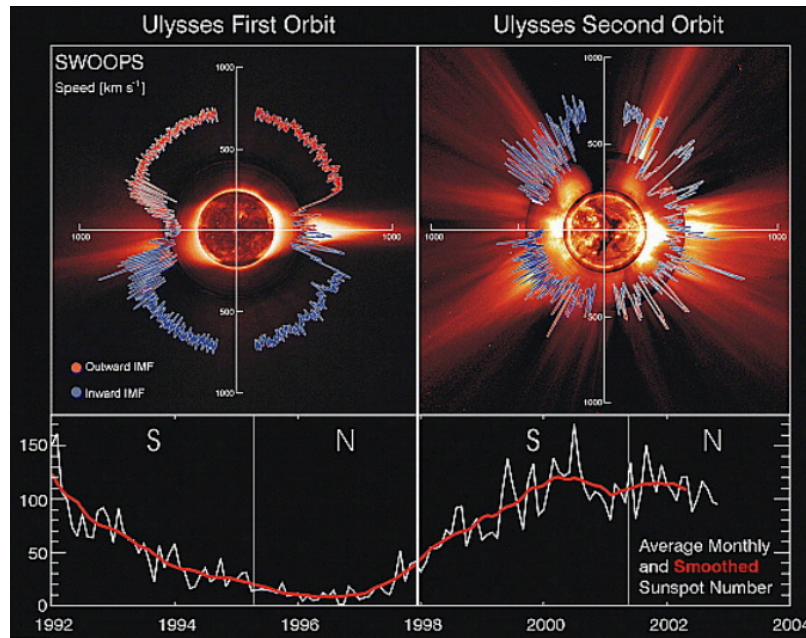 Ulysses First Orbit
Ulysses Second Orbit
SWOOPS
Speed [km s⁻¹]
1000
500
1000
1000
500
1000
1000
500
1000
1000
500
1000
Outward IMF
Inward IMF
S
N
S
N
150
100
50
0
Average Monthly
and Smoothed
Sunspot Number
1992
1994
1996
1998
2000
2002
2004